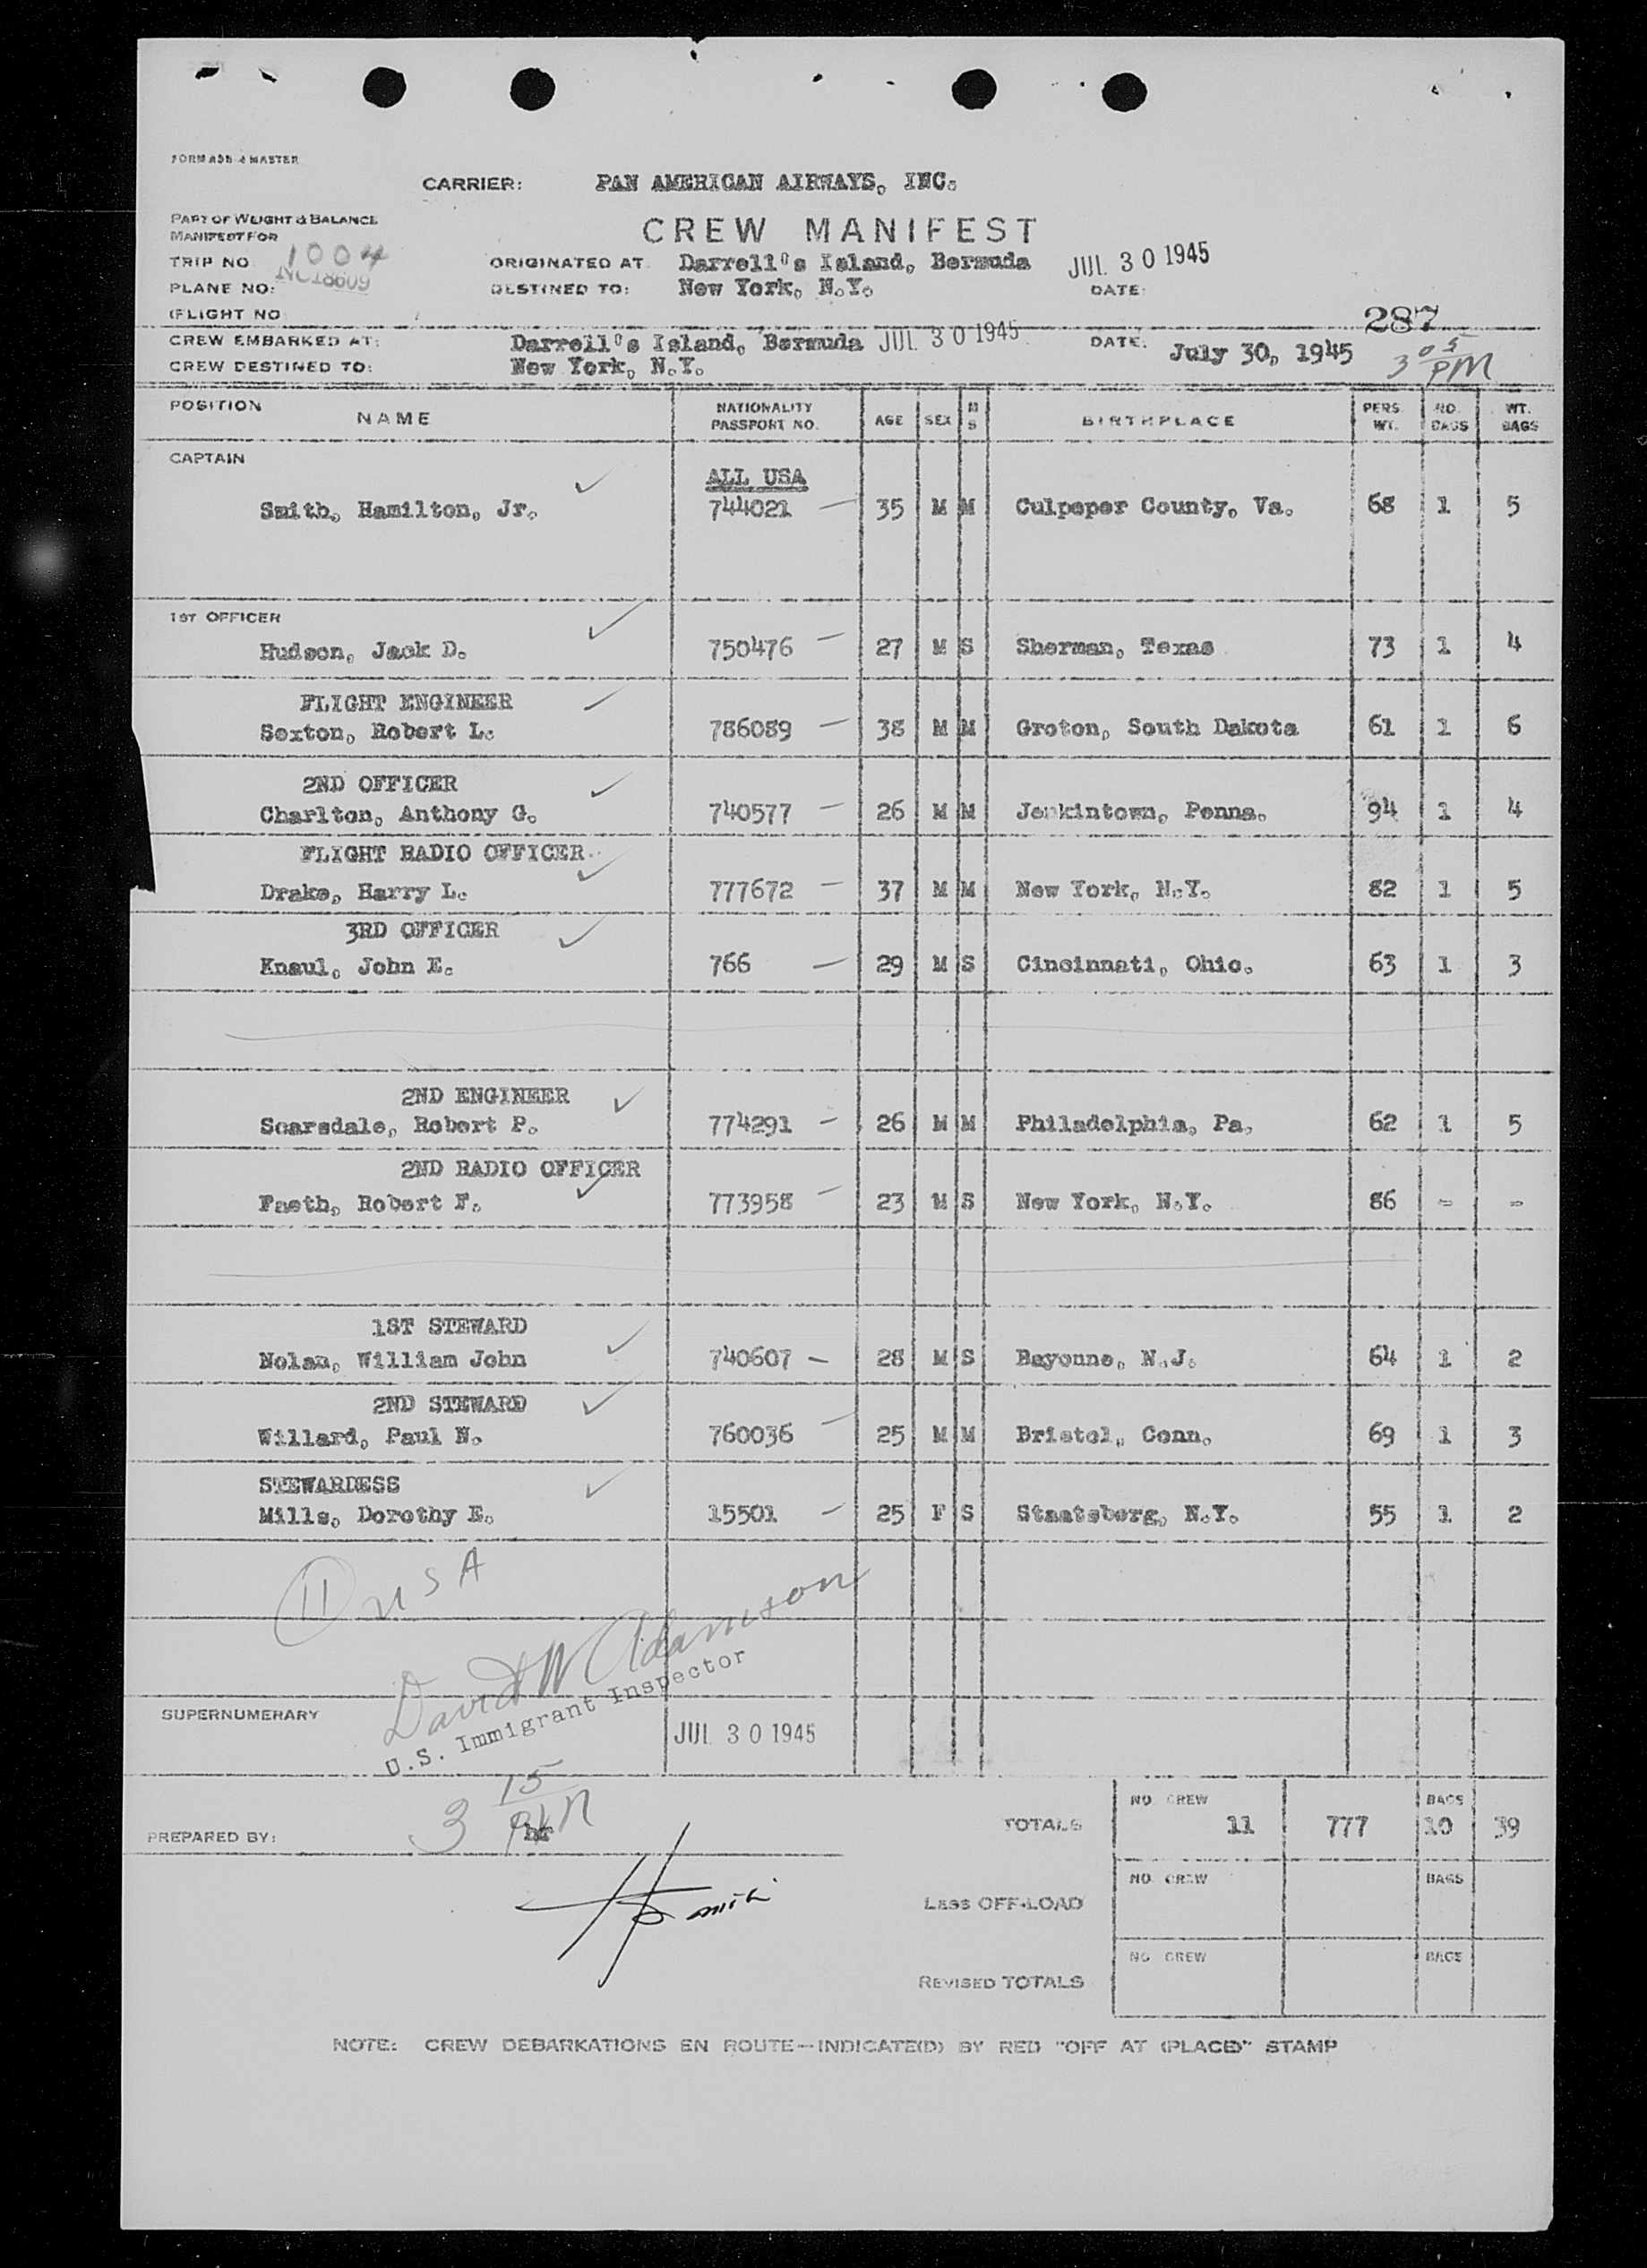 FORM ADB 4 MASTER
CARRIER: PAN AMERICAN AIRWAYS, INC.
PART OF WEIGHT & BALANCE
MANIFEST FOR
CREW MANIFEST
TRIP NO. 1004 ORIGINATED AT. Darrell's Island, Bermuda JUL 30 1945
PLANE NO: NC18609 DESTINED TO: New York, N.Y. DATE:
(FLIGHT NO 287
CREW EMBARKED AT: Darrell's Island, Bermuda JUL 30 1945 DATE: July 30, 1945 3 05 PM
CREW DESTINED TO: New York, N.Y.
POSITION NAME NATIONALITY PASSPORT NO. AGE SEX M S BIRTHPLACE PERS. WT. NO. BAGS WT. BAGS
CAPTAIN
ALL USA
Smith, Hamilton, Jr. 744021 — 35 M M Culpeper County, Va. 68 1 5
1ST OFFICER
Hudson, Jack D. 750476 — 27 M S Sherman, Texas 73 1 4
FLIGHT ENGINEER
Sexton, Robert L. 786089 — 38 M M Groton, South Dakota 61 1 6
2ND OFFICER
Charlton, Anthony G. 740577 — 26 M M Jenkintown, Penna. 94 1 4
FLIGHT RADIO OFFICER
Drake, Harry L. 777672 — 37 M M New York, N.Y. 82 1 5
3RD OFFICER
Knaul, John E. 766 — 29 M S Cincinnati, Ohio. 63 1 3
2ND ENGINEER
Scarsdale, Robert P. 774291 — 26 M M Philadelphia, Pa. 62 1 5
2ND RADIO OFFICER
Faeth, Robert F. 773958 — 23 M S New York, N.Y. 86 - -
1ST STEWARD
Nolan, William John 740607 — 28 M S Bayonne, N.J. 64 1 2
2ND STEWARD
Willard, Paul N. 760036 — 25 M M Bristol, Conn. 69 1 3
STEWARDESS
Mills, Dorothy E. 15501 — 25 F S Staatsberg, N.Y. 55 1 2
11 USA
David W Adamson
U.S. Immigrant Inspector
SUPERNUMERARY JUL 30 1945
3 15 PM
NO. CREW BAGS
PREPARED BY: TOTALS 11 777 10 39
NO. CREW BAGS
LESS OFF-LOAD
H Smith
NO. CREW BAGS
REVISED TOTALS
NOTE: CREW DEBARKATIONS EN ROUTE—INDICATE(D) BY RED "OFF AT (PLACE)" STAMP